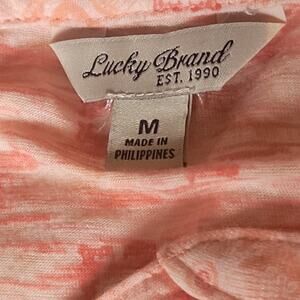 Lucky Brand
EST. 1990
M
MADE IN
PHILIPPINES